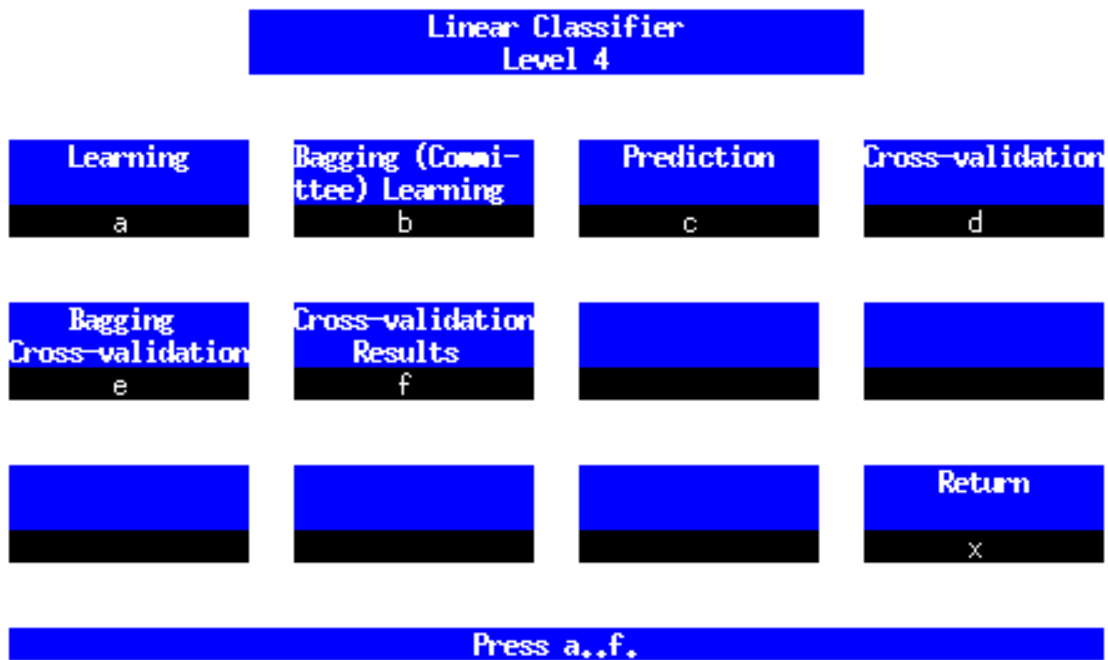 Linear Classifier
Level 4
Learning
a
Bagging (Commi-
ttee) Learning
b
Prediction
c
Cross-validation
d
Bagging
Cross-validation
e
Cross-validation
Results
f
Return
x
Press a..f.